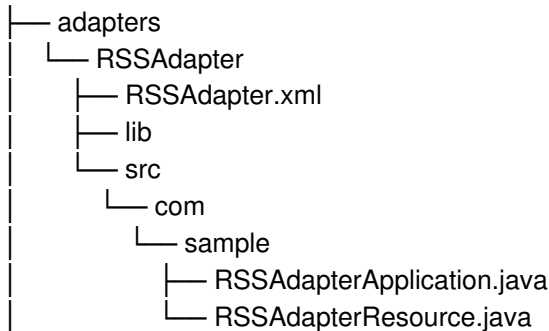 ├── adapters
│   └── RSSAdapter
│       ├── RSSAdapter.xml
│       ├── lib
│       └── src
│           └── com
│               └── sample
│                   ├── RSSAdapterApplication.java
│                   └── RSSAdapterResource.java